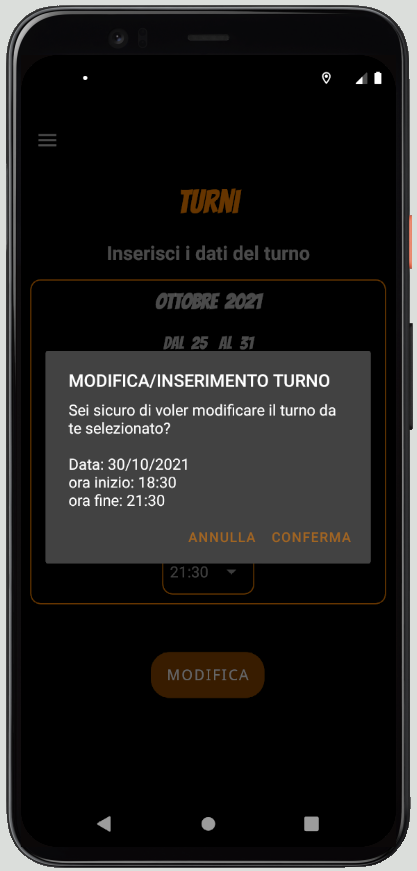 TURNI
Inserisci i dati del turno
OTTOBRE 2021
DAL 25 AL 31
MODIFICA/INSERIMENTO TURNO
Sei sicuro di voler modificare il turno da
te selezionato?
Data: 30/10/2021
ora inizio: 18:30
ora fine: 21:30
ANNULLA CONFERMA
21:30
MODIFICA